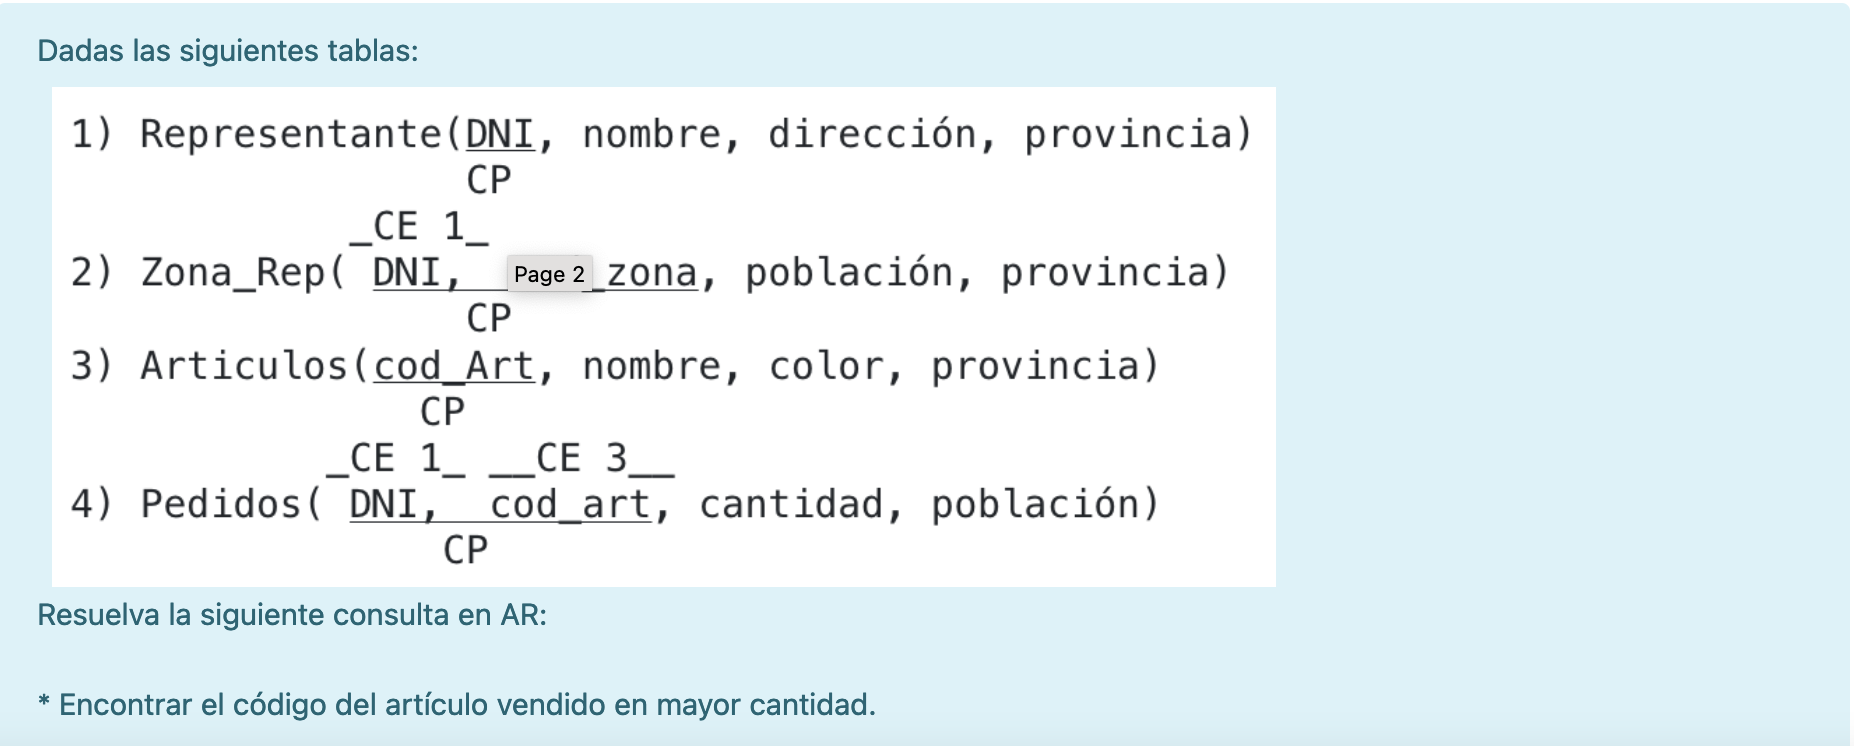 Dadas las siguientes tablas:
1) Representante(DNI, nombre, dirección, provincia)
CP
_CE 1_
2) Zona_Rep( DNI, Page 2 _zona, población, provincia)
CP
3) Articulos(cod_Art, nombre, color, provincia)
CP
_CE 1_ __CE 3__
4) Pedidos( DNI, cod_art, cantidad, población)
CP
Resuelva la siguiente consulta en AR:
* Encontrar el código del artículo vendido en mayor cantidad.